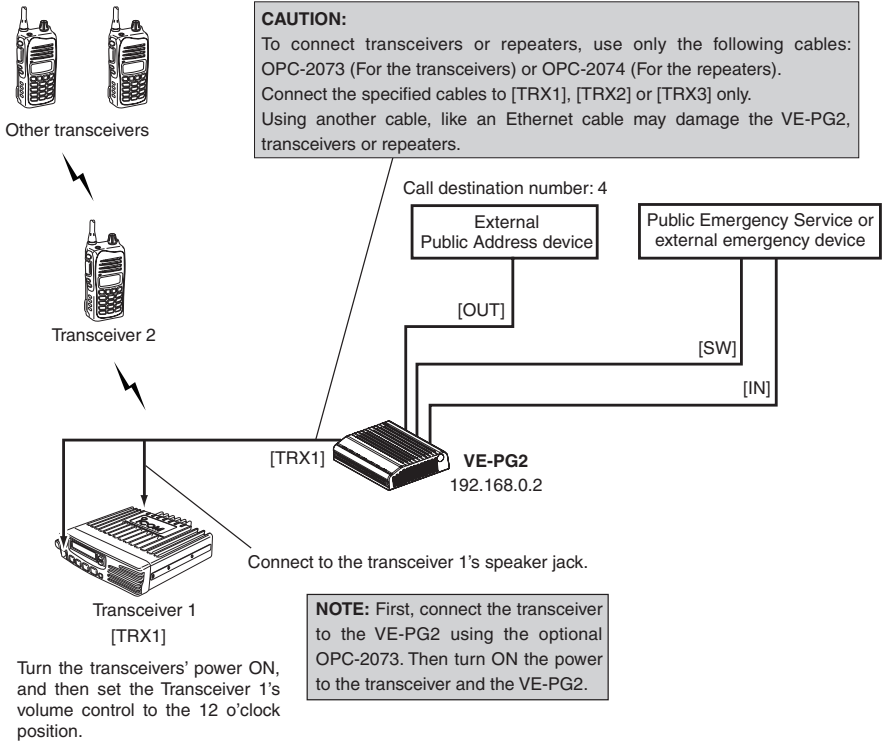 CAUTION:
To connect transceivers or repeaters, use only the following cables:
OPC-2073 (For the transceivers) or OPC-2074 (For the repeaters).
Connect the specified cables to [TRX1], [TRX2] or [TRX3] only.
Using another cable, like an Ethernet cable may damage the VE-PG2,
transceivers or repeaters.
Other transceivers
Call destination number: 4
External
Public Address device
Public Emergency Service or
external emergency device
[OUT]
[SW]
[IN]
Transceiver 2
[TRX1]
VE-PG2
192.168.0.2
ICOM
Connect to the transceiver 1's speaker jack.
Transceiver 1
[TRX1]
Turn the transceivers' power ON,
and then set the Transceiver 1's
volume control to the 12 o'clock
position.
NOTE: First, connect the transceiver
to the VE-PG2 using the optional
OPC-2073. Then turn ON the power
to the transceiver and the VE-PG2.